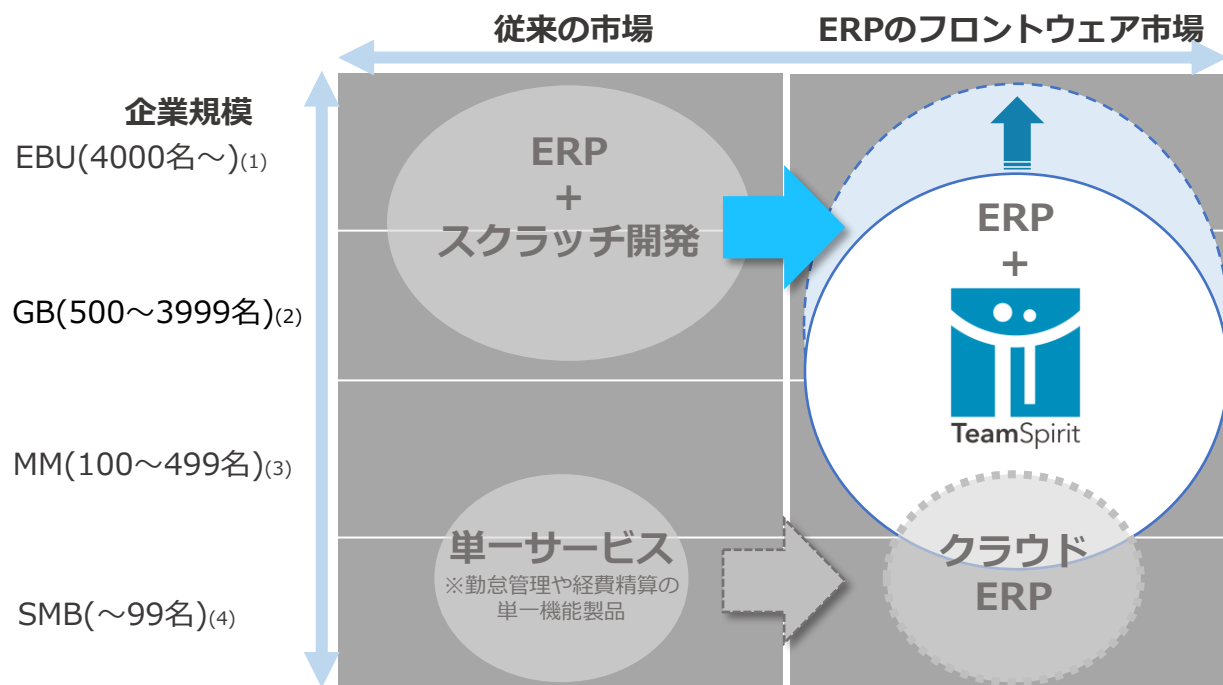 従来の市場
ERPのフロントウェア市場
企業規模
EBU(4000名～)(1)
GB(500～3999名)(2)
MM(100～499名)(3)
SMB(～99名)(4)
ERP
+
スクラッチ開発
単一サービス
※勤怠管理や経費精算の
単一機能製品
ERP
+
TeamSpirit
クラウド
ERP